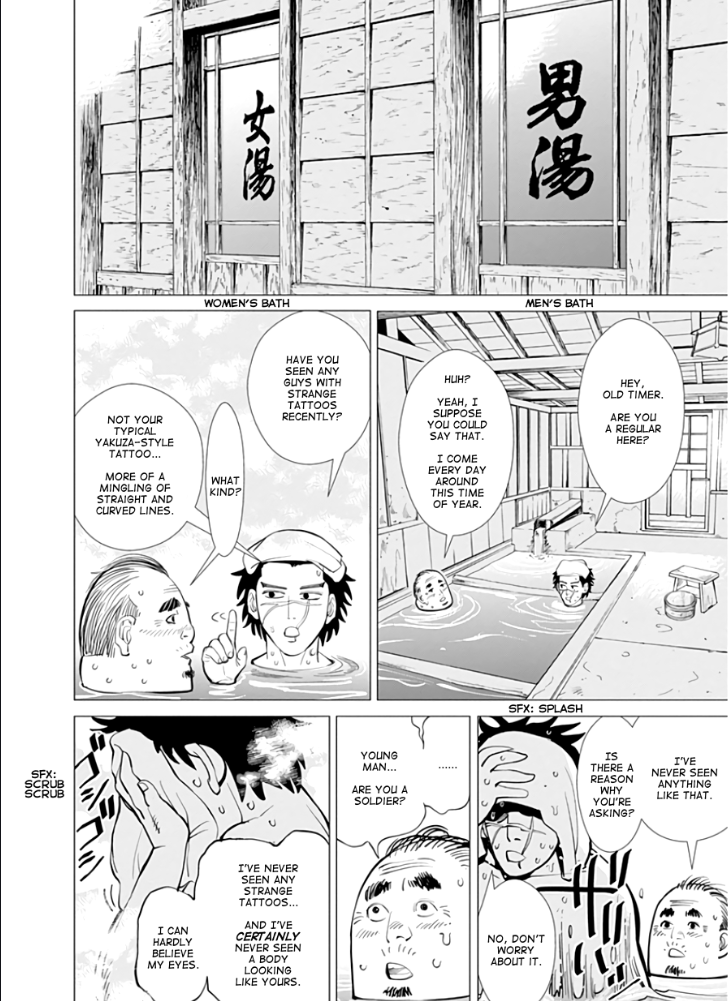 男湯
女湯
WOMEN'S BATH
MEN'S BATH
HEY,
OLD TIMER.
ARE YOU
A REGULAR
HERE?
HUH?
YEAH, I
SUPPOSE
YOU COULD
SAY THAT.
I COME
EVERY DAY
AROUND
THIS TIME
OF YEAR.
HAVE YOU
SEEN ANY
GUYS WITH
STRANGE
TATTOOS
RECENTLY?
WHAT
KIND?
NOT YOUR
TYPICAL
YAKUZA-STYLE
TATTOO...
MORE OF A
MINGLING OF
STRAIGHT AND
CURVED LINES.
SFX: SPLASH
I'VE
NEVER SEEN
ANYTHING
LIKE THAT.
IS
THERE A
REASON
WHY
YOU'RE
ASKING?
NO, DON'T
WORRY
ABOUT IT.
......
YOUNG
MAN...
ARE YOU A
SOLDIER?
SFX:
SCRUB
SCRUB
I'VE NEVER
SEEN ANY
STRANGE
TATTOOS...
AND I'VE
CERTAINLY
NEVER SEEN
A BODY
LOOKING
LIKE YOURS.
I CAN
HARDLY
BELIEVE
MY EYES.